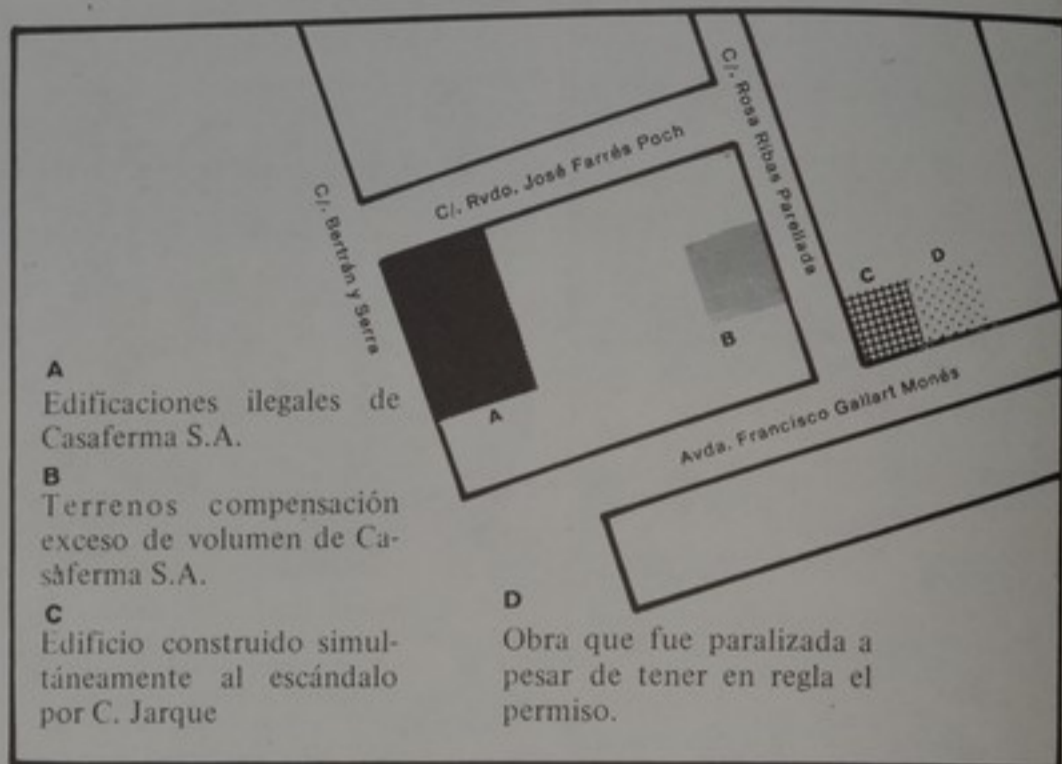 C/. Rosa Ribas Parellada
C/. Rvdo. José Farrés Poch
C/. Bertrán y Serra
C
D
B
A
Avda. Francisco Gallart Monés
A
Edificaciones ilegales de
Casaferma S.A.
B
Terrenos compensación
exceso de volumen de Ca-
saferma S.A.
C
Edificio construido simul-
táneamente al escándalo
por C. Jarque
D
Obra que fue paralizada a
pesar de tener en regla el
permiso.